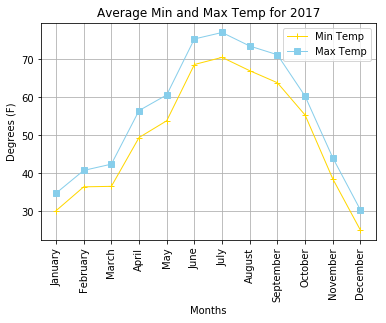 Average Min and Max Temp for 2017
Min Temp
Max Temp
Degrees (F)
70
60
50
40
30
January
February
March
April
May
June
July
August
September
October
November
December
Months